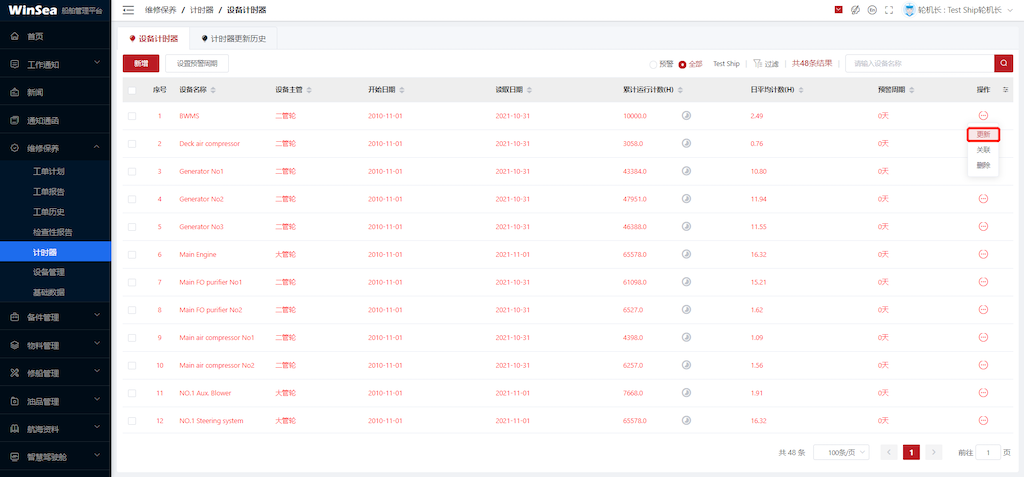 WinSea 船舶管理平台
维修保养 / 计时器 / 设备计时器
轮机长 : Test Ship轮机长
首页
工作通知
新闻
通知通函
维修保养
工单计划
工单报告
工单历史
检查性报告
计时器
设备管理
基础数据
备件管理
物料管理
修船管理
油品管理
航海资料
智慧驾驶舱
设备计时器 计时器更新历史
新增 设置预警周期 预警 全部 Test Ship 过滤 共48条结果 请输入设备名称
序号 设备名称 设备主管 开始日期 读取日期 累计运行计数(H) 日平均计数(H) 预警周期 操作
1 BWMS 二管轮 2010-11-01 2021-10-31 10000.0 2.49 0天
更新
关联
删除
2 Deck air compressor 二管轮 2010-11-01 2021-10-31 3058.0 0.76 0天
3 Generator No1 二管轮 2010-11-01 2021-10-31 43384.0 10.80 0天
4 Generator No2 二管轮 2010-11-01 2021-10-31 47951.0 11.94 0天
5 Generator No3 二管轮 2010-11-01 2021-10-31 46388.0 11.55 0天
6 Main Engine 大管轮 2010-11-01 2021-10-31 65578.0 16.32 0天
7 Main FO purifier No1 二管轮 2010-11-01 2021-10-31 61098.0 15.21 0天
8 Main FO purifier No2 二管轮 2010-11-01 2021-10-31 6527.0 1.62 0天
9 Main air compressor No1 二管轮 2010-11-01 2021-10-31 4398.0 1.09 0天
10 Main air compressor No2 二管轮 2010-11-01 2021-10-31 6257.0 1.56 0天
11 NO.1 Aux. Blower 大管轮 2010-11-01 2021-11-01 7668.0 1.91 0天
12 NO.1 Steering system 大管轮 2010-11-01 2021-11-01 65578.0 16.32 0天
共 48 条 100条/页 1 前往 1 页